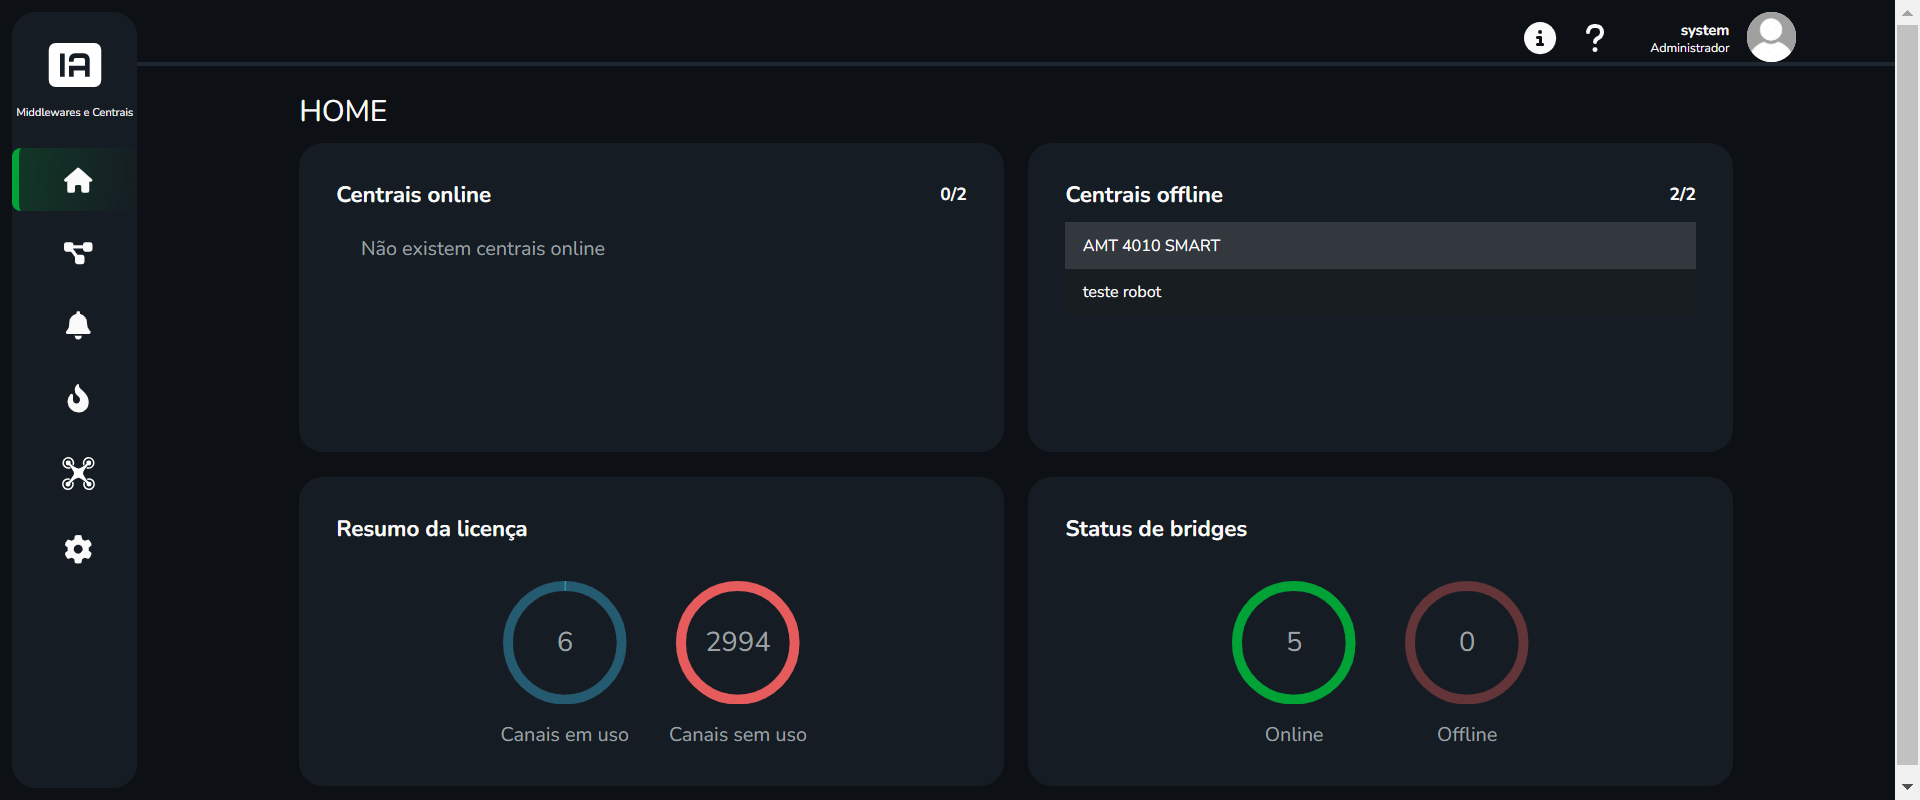 IA
Middlewares e Centrais
system
Administrador
HOME
Centrais online
0/2
Não existem centrais online
Centrais offline
2/2
AMT 4010 SMART
teste robot
Resumo da licença
6
2994
Canais em uso
Canais sem uso
Status de bridges
5
0
Online
Offline